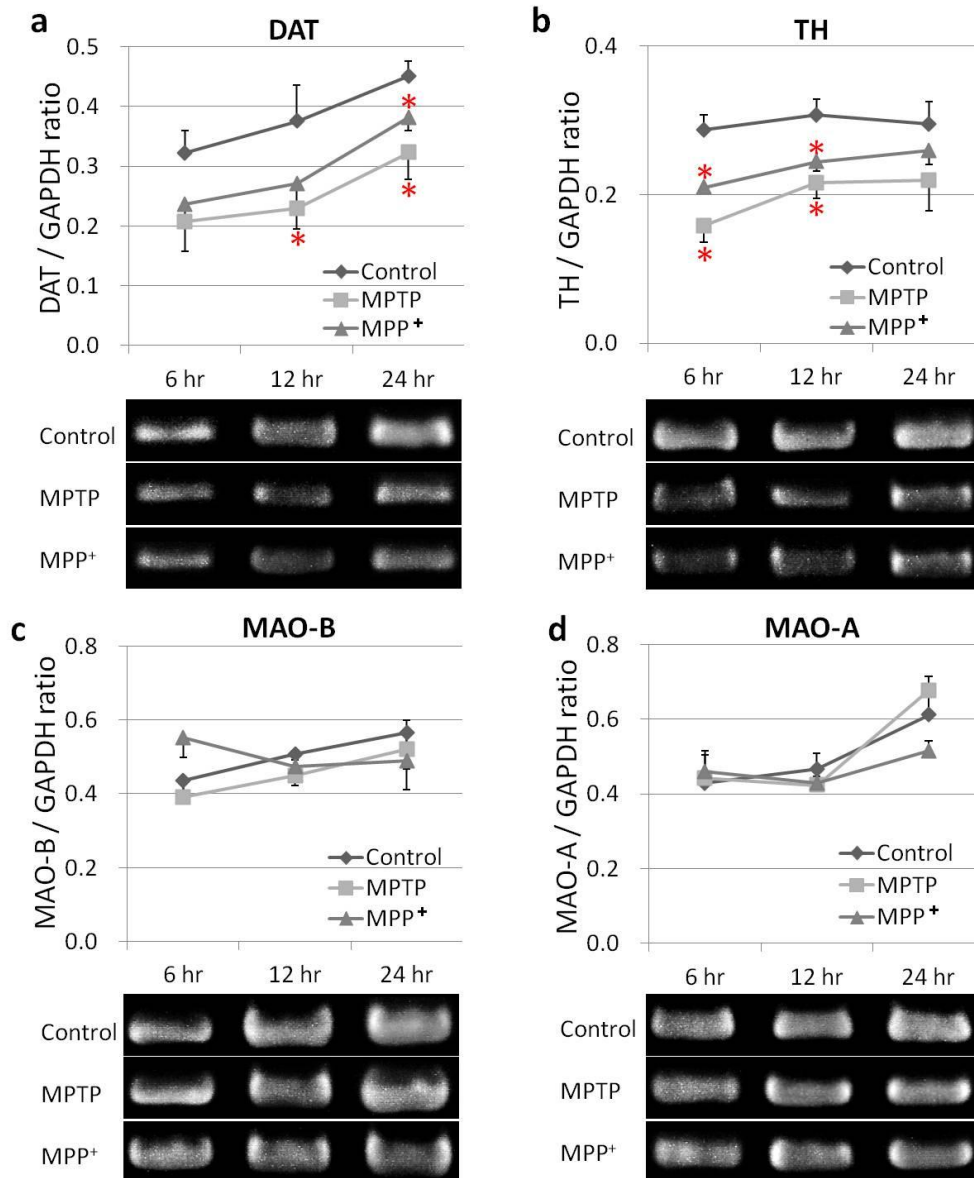 a DAT
DAT / GAPDH ratio
0.5
0.4
0.3
0.2
0.1
0.0
*
*
*
Control
MPTP
MPP+
6 hr 12 hr 24 hr
Control
MPTP
MPP+
b TH
TH / GAPDH ratio
0.4
0.2
0.0
*
*
*
*
Control
MPTP
MPP+
6 hr 12 hr 24 hr
Control
MPTP
MPP+
c MAO-B
MAO-B / GAPDH ratio
0.8
0.6
0.4
0.2
0.0
Control
MPTP
MPP+
6 hr 12 hr 24 hr
Control
MPTP
MPP+
d MAO-A
MAO-A / GAPDH ratio
0.8
0.6
0.4
0.2
0.0
Control
MPTP
MPP+
6 hr 12 hr 24 hr
Control
MPTP
MPP+